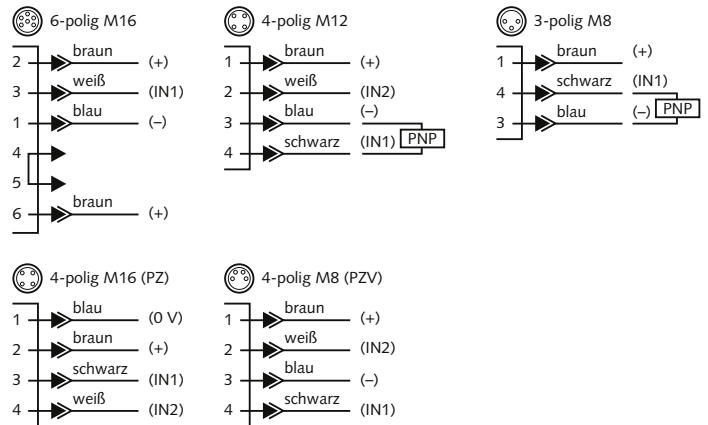 6-polig M16
2 braun (+)
3 weiß (IN1)
1 blau (–)
4
5
6 braun (+)
4-polig M12
1 braun (+)
2 weiß (IN2)
3 blau (–)
4 schwarz (IN1) PNP
3-polig M8
1 braun (+)
4 schwarz (IN1)
3 blau (–) PNP
4-polig M16 (PZ)
1 blau (0 V)
2 braun (+)
3 schwarz (IN1)
4 weiß (IN2)
4-polig M8 (PZV)
1 braun (+)
2 weiß (IN2)
3 blau (–)
4 schwarz (IN1)